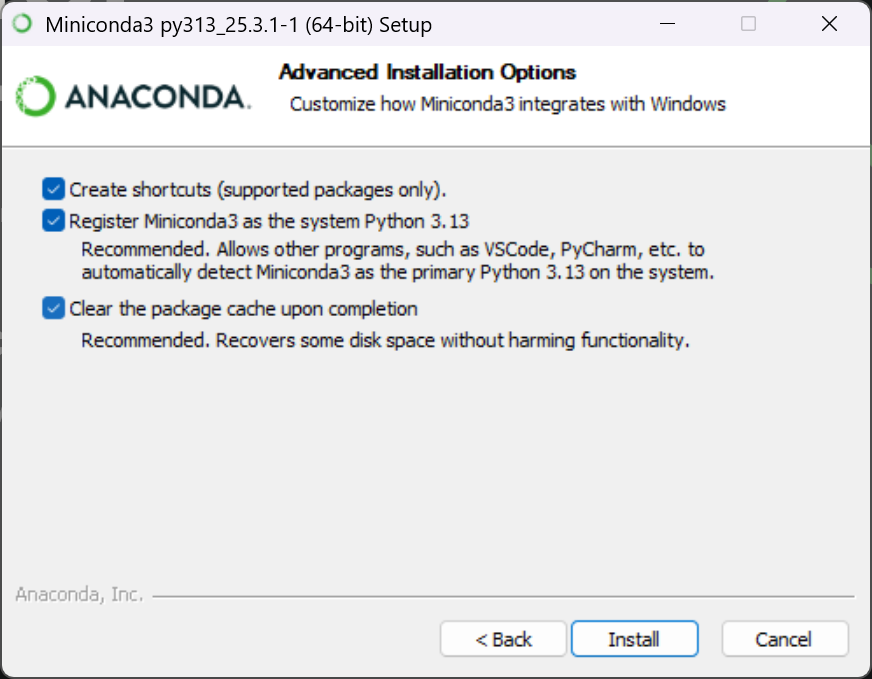 Miniconda3 py313_25.3.1-1 (64-bit) Setup
ANACONDA.
Advanced Installation Options
Customize how Miniconda3 integrates with Windows
Create shortcuts (supported packages only).
Register Miniconda3 as the system Python 3.13
Recommended. Allows other programs, such as VSCode, PyCharm, etc. to
automatically detect Miniconda3 as the primary Python 3.13 on the system.
Clear the package cache upon completion
Recommended. Recovers some disk space without harming functionality.
Anaconda, Inc.
< Back
Install
Cancel